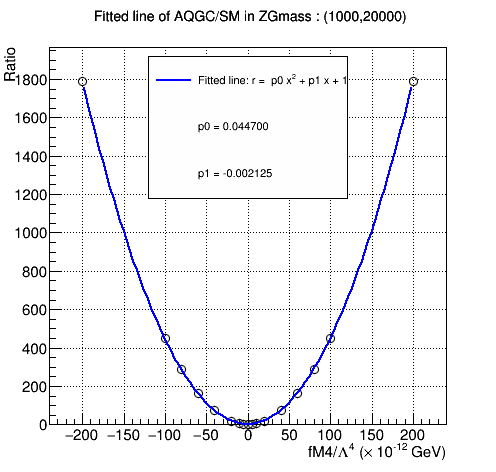 Fitted line of AQGC/SM in ZGmass : (1000,20000)
Ratio
Fitted line: r = p0 x² + p1 x + 1
p0 = 0.044700
p1 = -0.002125
1800
1600
1400
1200
1000
800
600
400
200
0
−200 −150 −100 −50 0 50 100 150 200
fM4/Λ⁴ (× 10⁻¹² GeV)